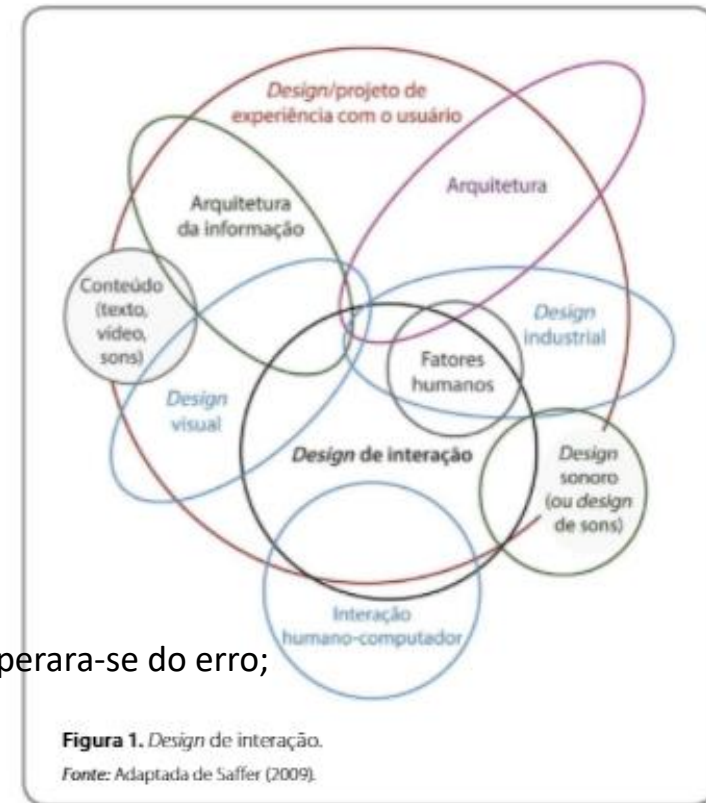 Design/projeto de
experiência com o usuário
Arquitetura
Arquitetura
da informação
Conteúdo
(texto,
vídeo,
sons)
Design
industrial
Fatores
humanos
Design
visual
Design de interação
Design
sonoro
(ou design
de sons)
Interação
humano-computador
perara-se do erro;
Figura 1. Design de interação.
Fonte: Adaptada de Saffer (2009).